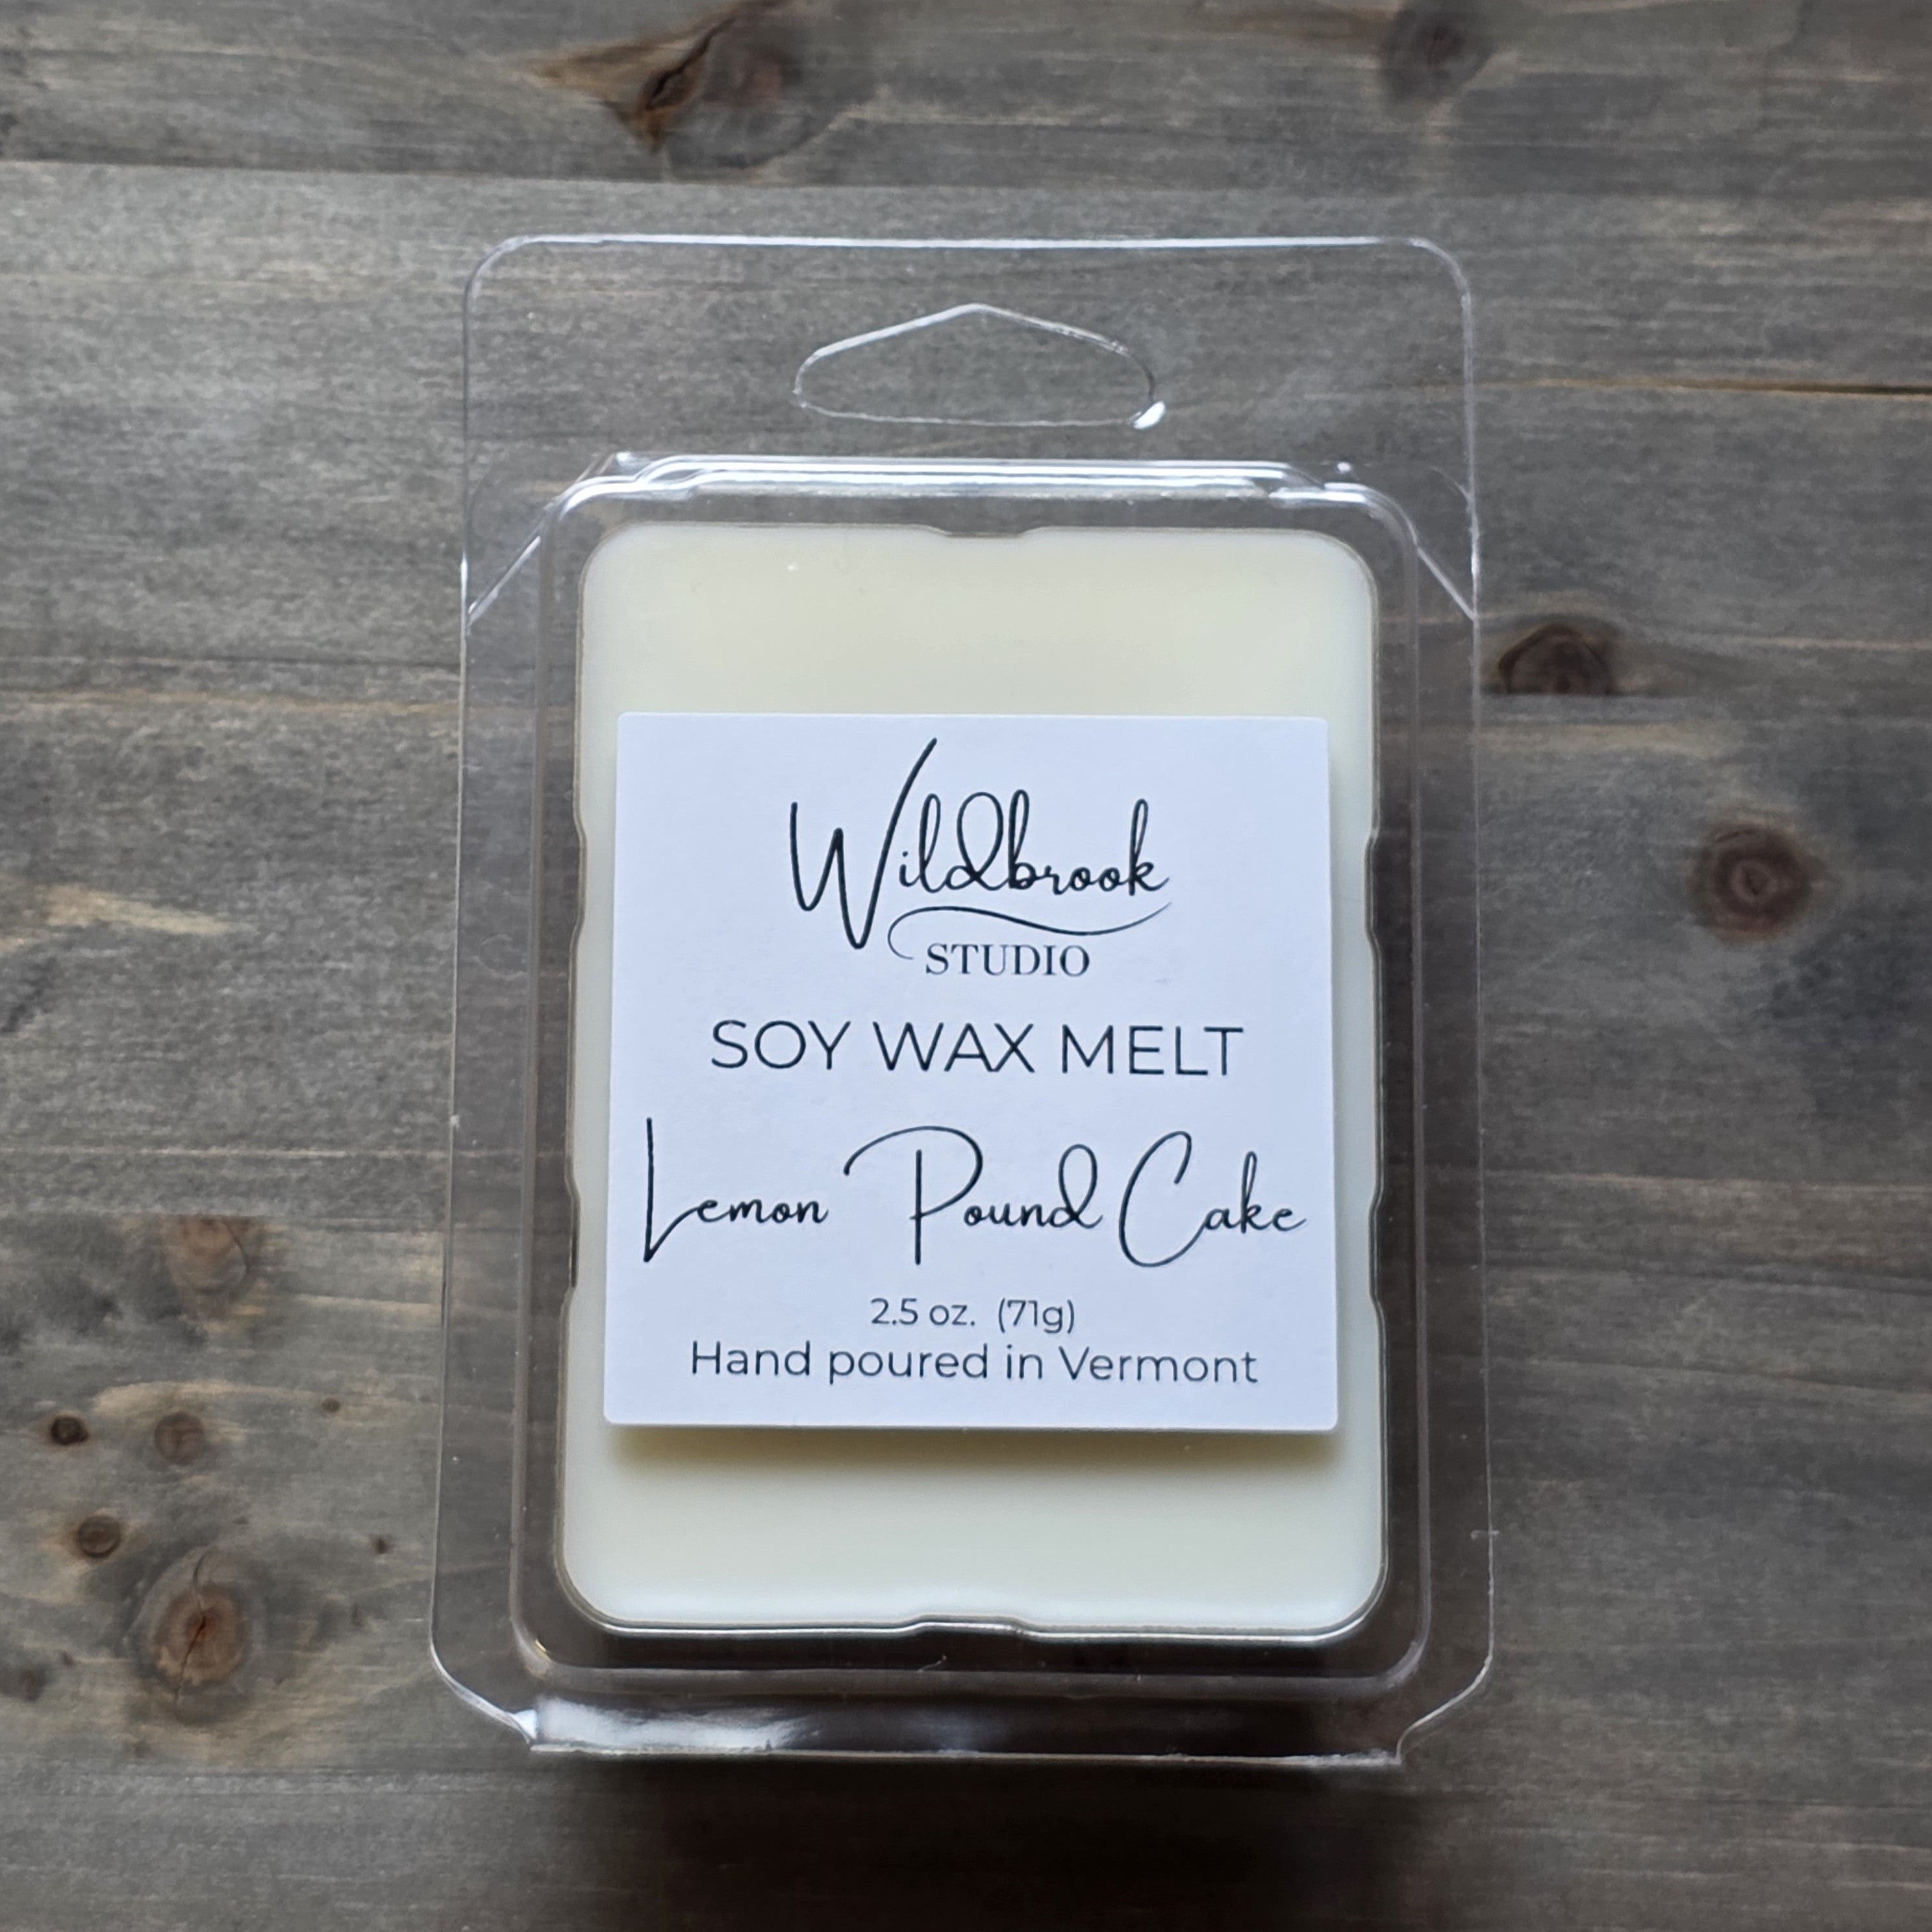 Wildbrook
STUDIO
SOY WAX MELT
Lemon Pound Cake
2.5 oz. (71g)
Hand poured in Vermont